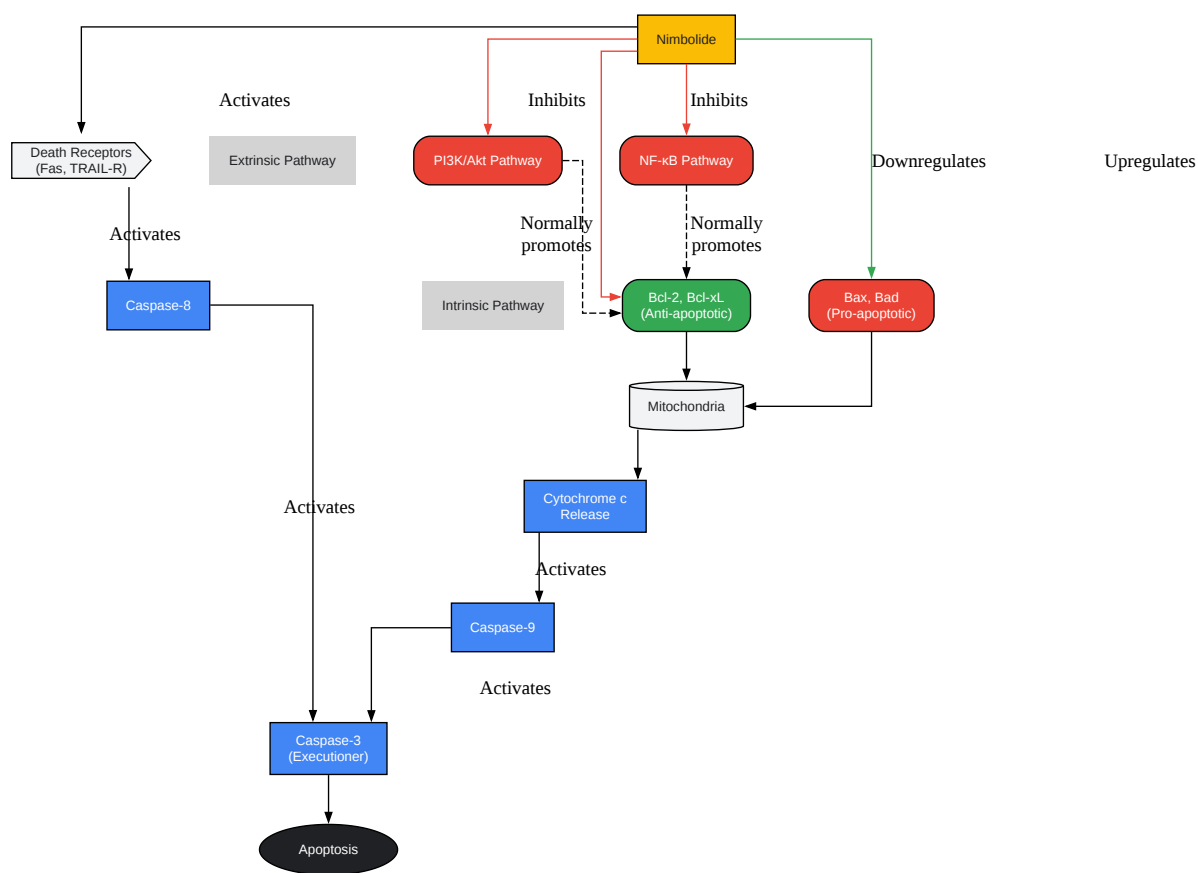 Nimbolide
Activates
Inhibits
Inhibits
Death Receptors
(Fas, TRAIL-R)
Extrinsic Pathway
PI3K/Akt Pathway
NF-κB Pathway
Downregulates
Upregulates
Activates
Normally
promotes
Normally
promotes
Caspase-8
Intrinsic Pathway
Bcl-2, Bcl-xL
(Anti-apoptotic)
Bax, Bad
(Pro-apoptotic)
Mitochondria
Cytochrome c
Release
Activates
Activates
Caspase-9
Activates
Caspase-3
(Executioner)
Apoptosis